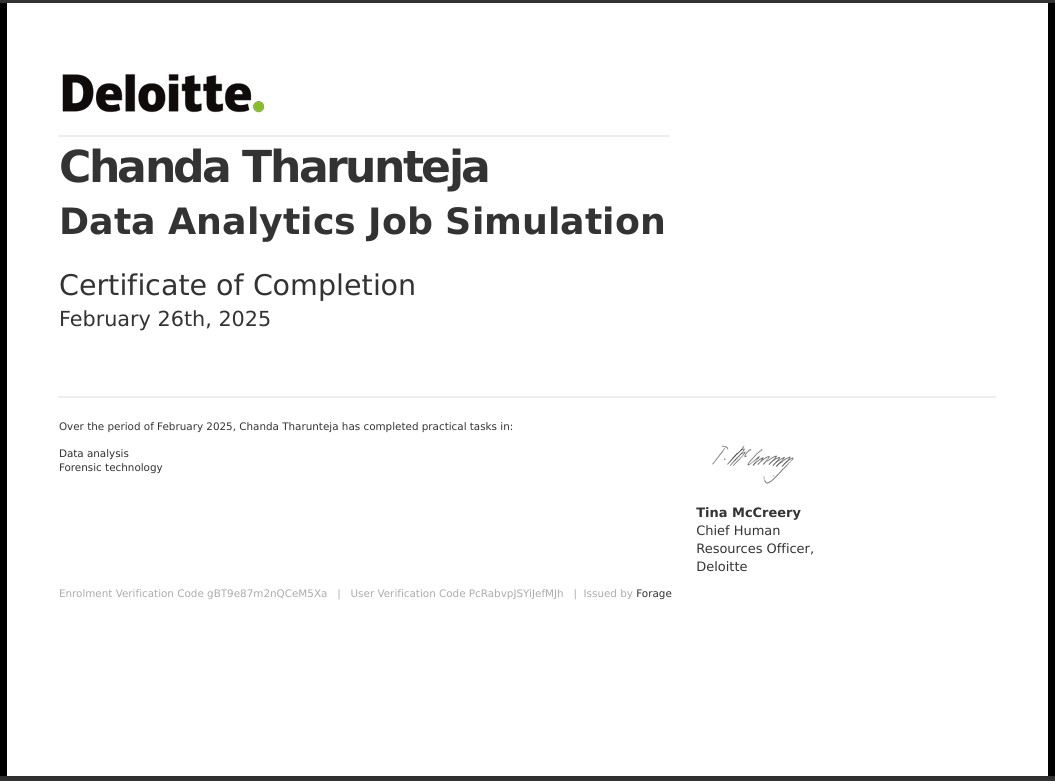 Deloitte.
Chanda Tharunteja
Data Analytics Job Simulation
Certificate of Completion
February 26th, 2025
Over the period of February 2025, Chanda Tharunteja has completed practical tasks in:
Data analysis
Forensic technology
T. McCreery
Tina McCreery
Chief Human
Resources Officer,
Deloitte
Enrolment Verification Code gBT9e87m2nQCeM5Xa | User Verification Code PcRabvpJSYiJefMJh | Issued by Forage